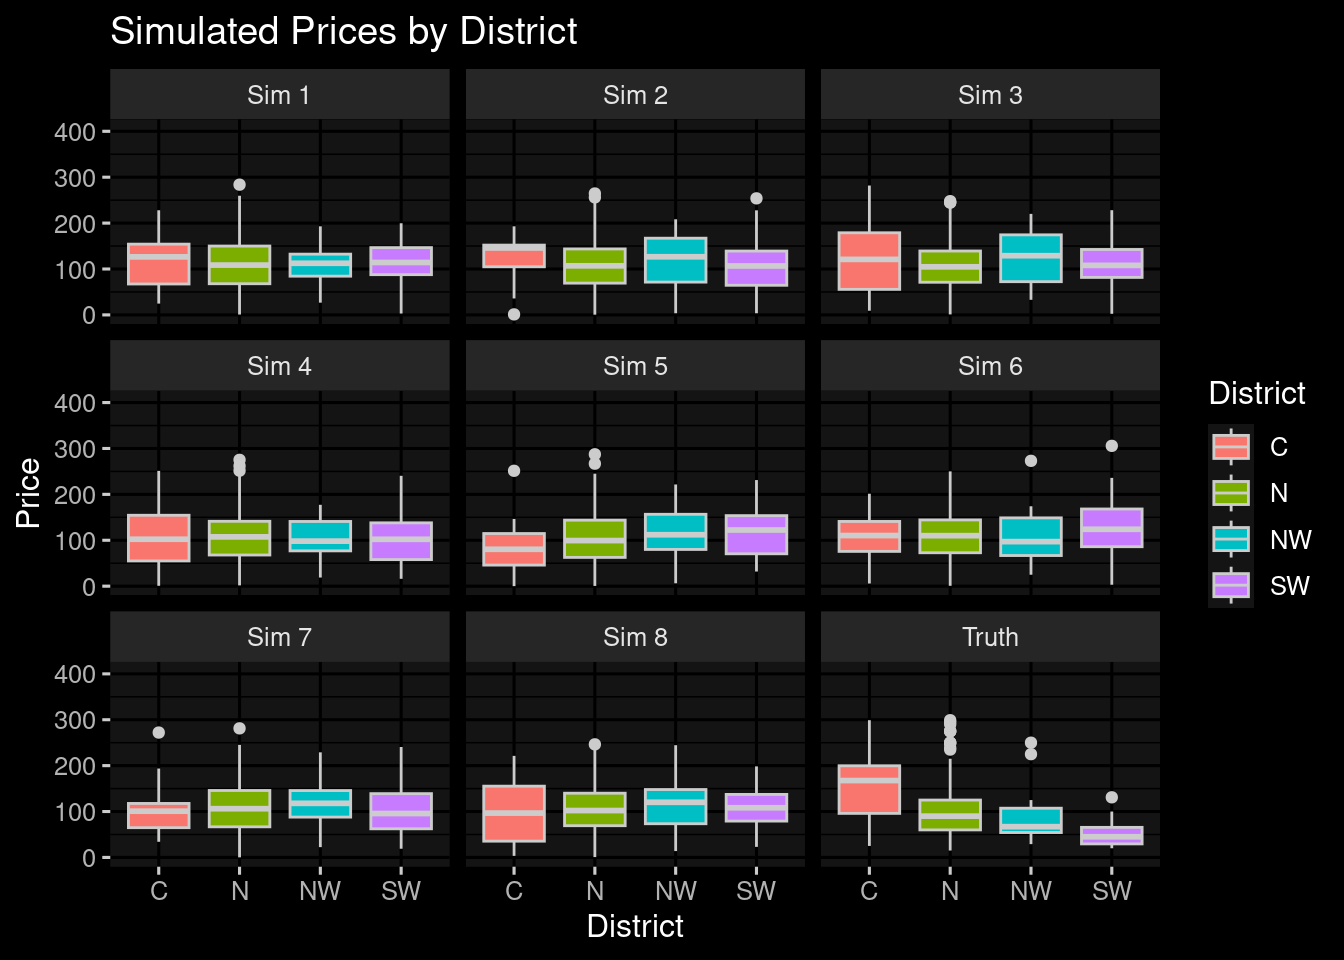 Simulated Prices by District
Sim 1
Sim 2
Sim 3
400
300
200
100
0
Sim 4
Sim 5
Sim 6
400
300
200
100
0
Sim 7
Sim 8
Truth
400
300
200
100
0
C N NW SW
C N NW SW
C N NW SW
District
Price
District
C
N
NW
SW